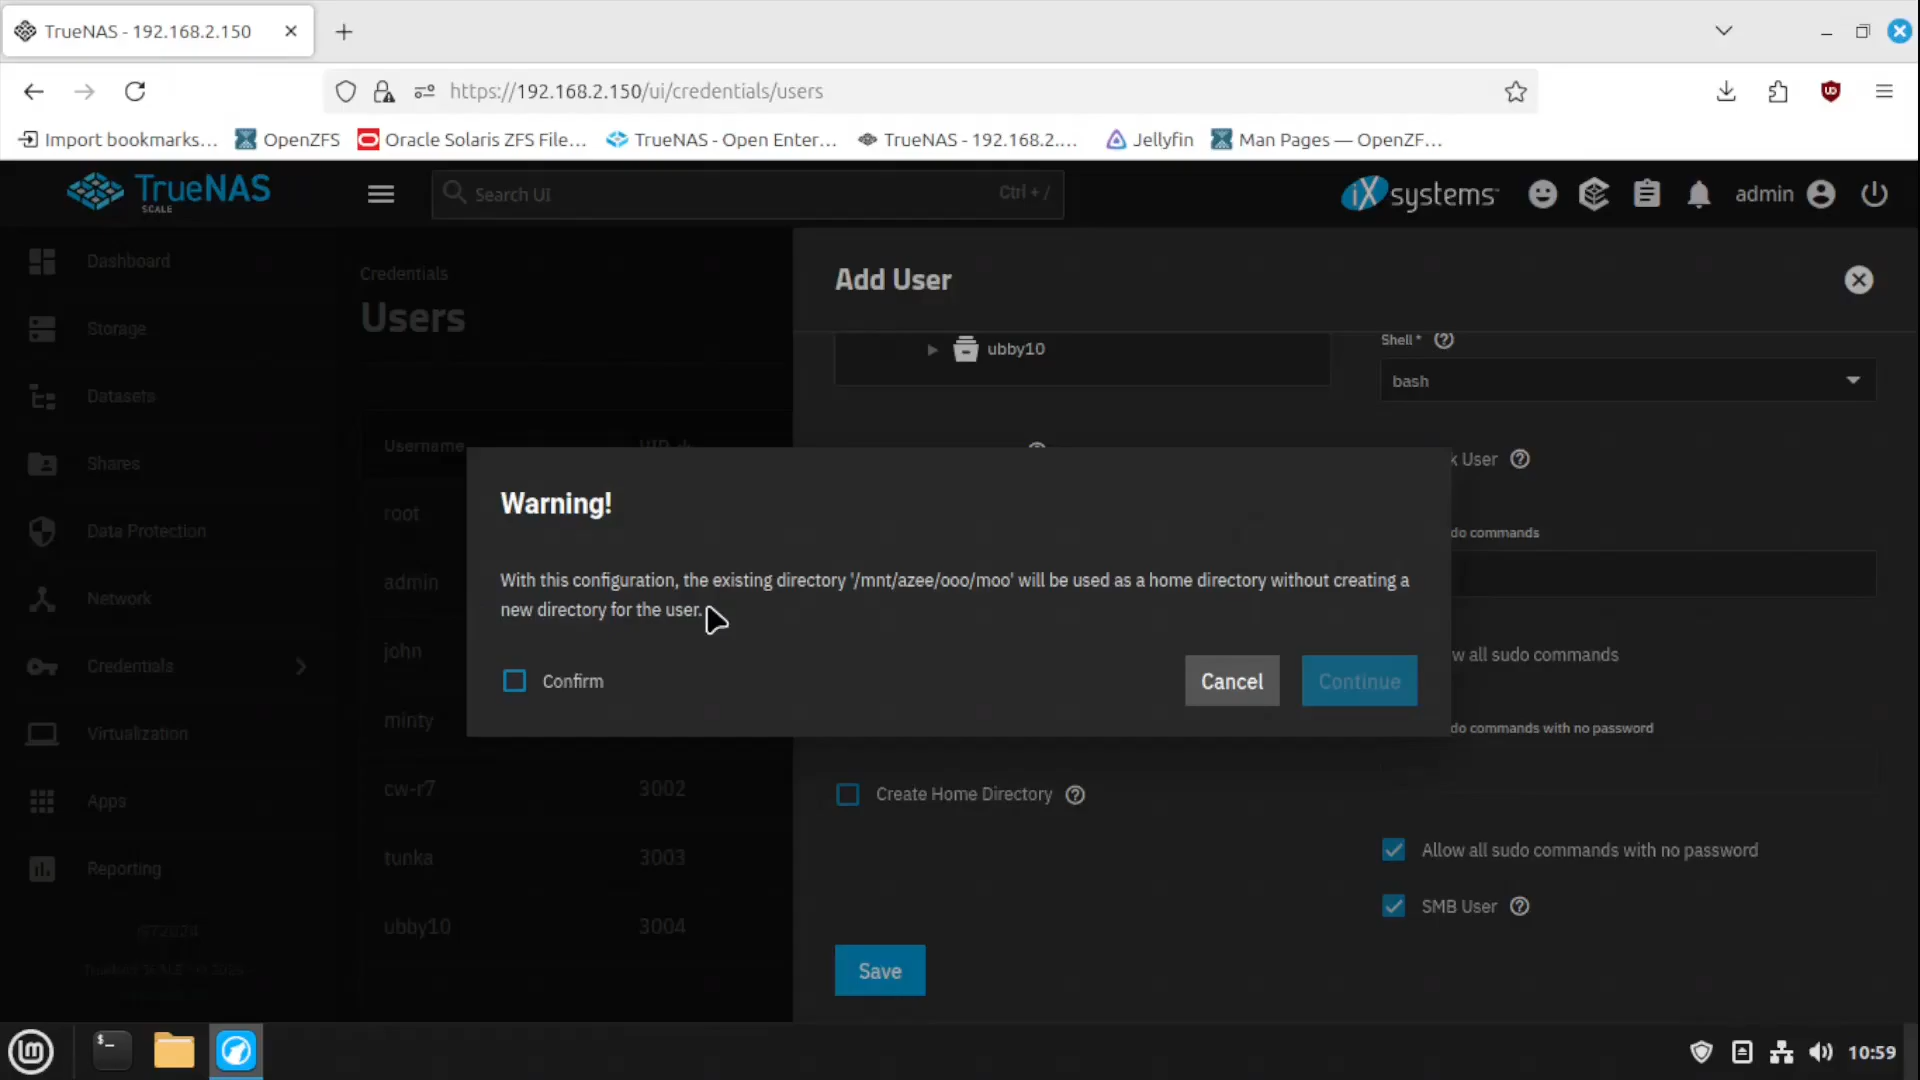 TrueNAS - 192.168.2.150
https://192.168.2.150/ui/credentials/users
Import bookmarks...
OpenZFS
Oracle Solaris ZFS File...
TrueNAS - Open Enter...
TrueNAS - 192.168.2....
Jellyfin
Man Pages — OpenZF...
TrueNAS
SCALE
Search UI
Ctrl + /
iXsystems
admin
Dashboard
Storage
Datasets
Shares
Data Protection
Network
Credentials
Virtualization
Apps
Reporting
Credentials
Users
Username
UID
root
admin
john
minty
cw-r7
3002
tunka
3003
ubby10
3004
Add User
ubby10
Shell *
bash
k User
do commands
w all sudo commands
do commands with no password
Warning!
With this configuration, the existing directory '/mnt/azee/ooo/moo' will be used as a home directory without creating a
new directory for the user.
Confirm
Cancel
Continue
Create Home Directory
Allow all sudo commands with no password
SMB User
Save
10:59